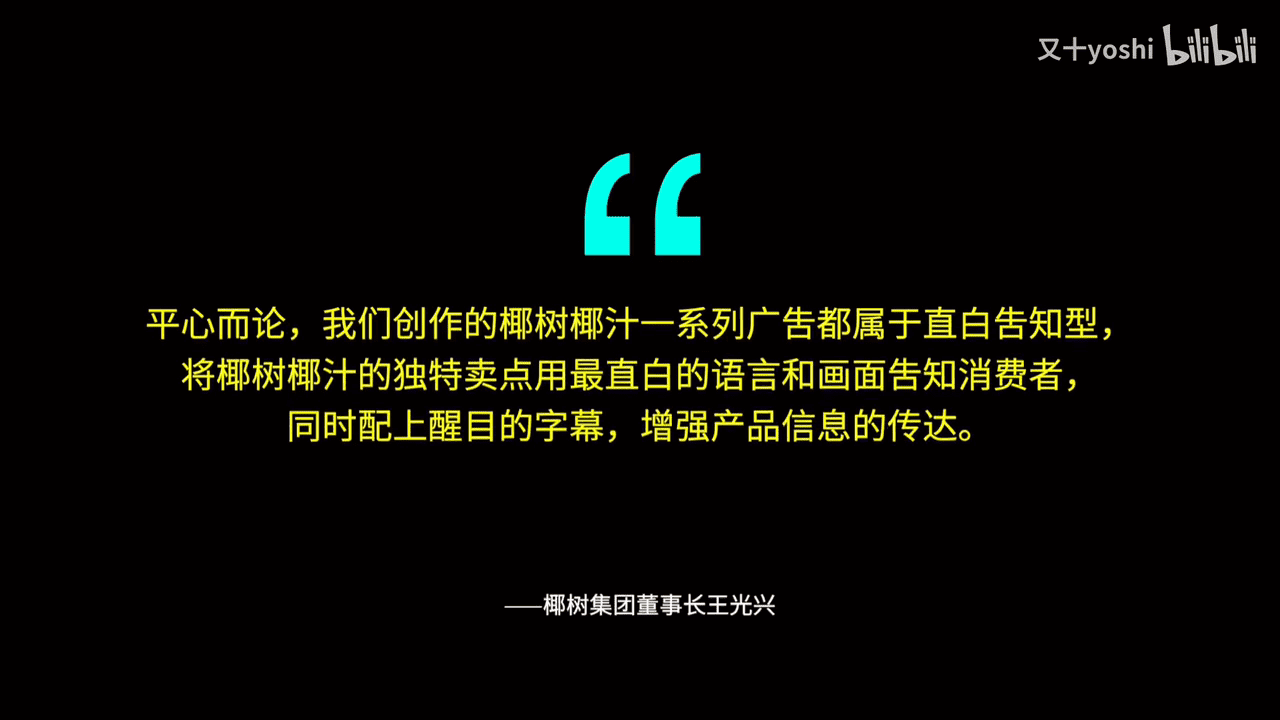 又十yoshi bilibili
平心而论，我们创作的椰树椰汁一系列广告都属于直白告知型，
将椰树椰汁的独特卖点用最直白的语言和画面告知消费者，
同时配上醒目的字幕，增强产品信息的传达。
——椰树集团董事长王光兴